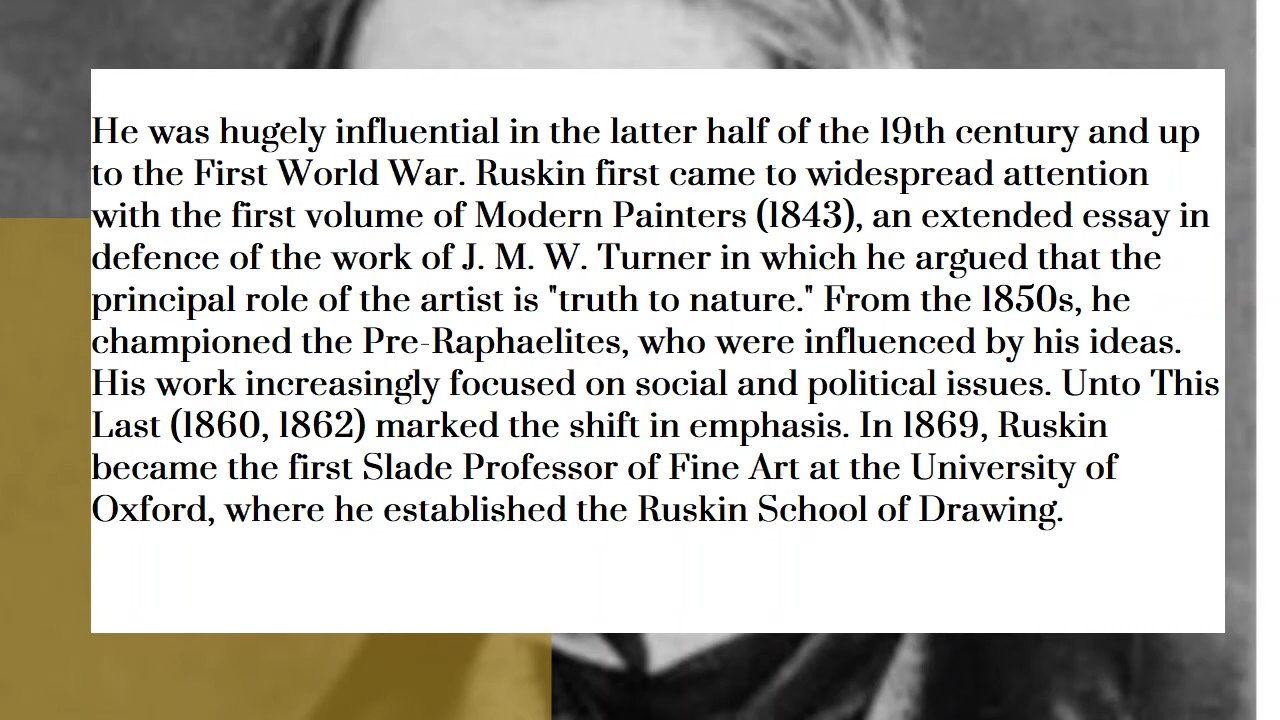 He was hugely influential in the latter half of the 19th century and up
to the First World War. Ruskin first came to widespread attention
with the first volume of Modern Painters (1843), an extended essay in
defence of the work of J. M. W. Turner in which he argued that the
principal role of the artist is "truth to nature." From the 1850s, he
championed the Pre-Raphaelites, who were influenced by his ideas.
His work increasingly focused on social and political issues. Unto This
Last (1860, 1862) marked the shift in emphasis. In 1869, Ruskin
became the first Slade Professor of Fine Art at the University of
Oxford, where he established the Ruskin School of Drawing.